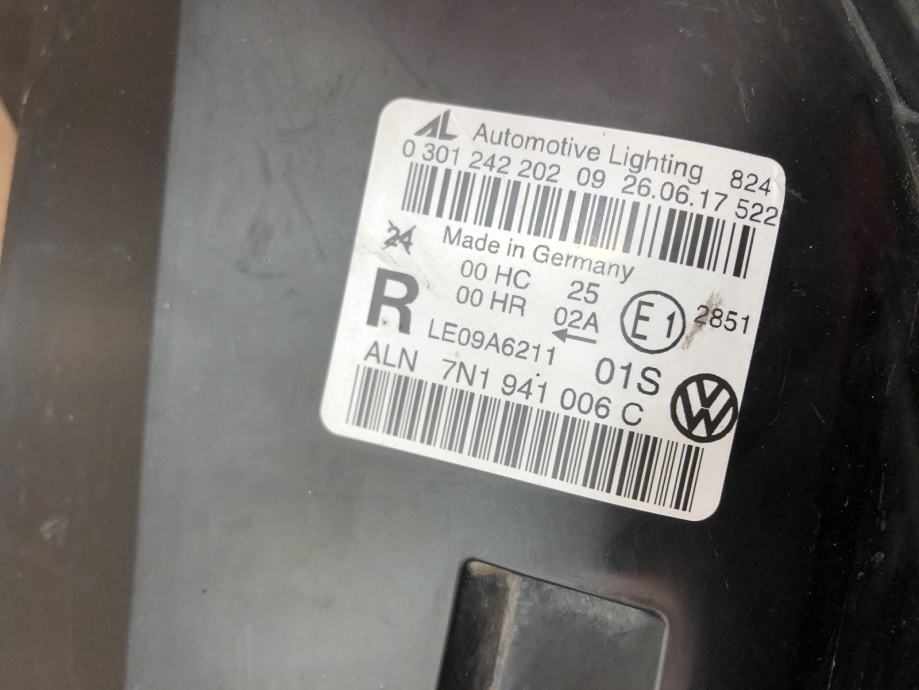 AL Automotive Lighting 824
0 301 242 202 09 26.06.17 522
24 Made in Germany
00 HC 25
00 HR 02A E1 2851
R LE09A6211 01S
ALN 7N1 941 006 C VW